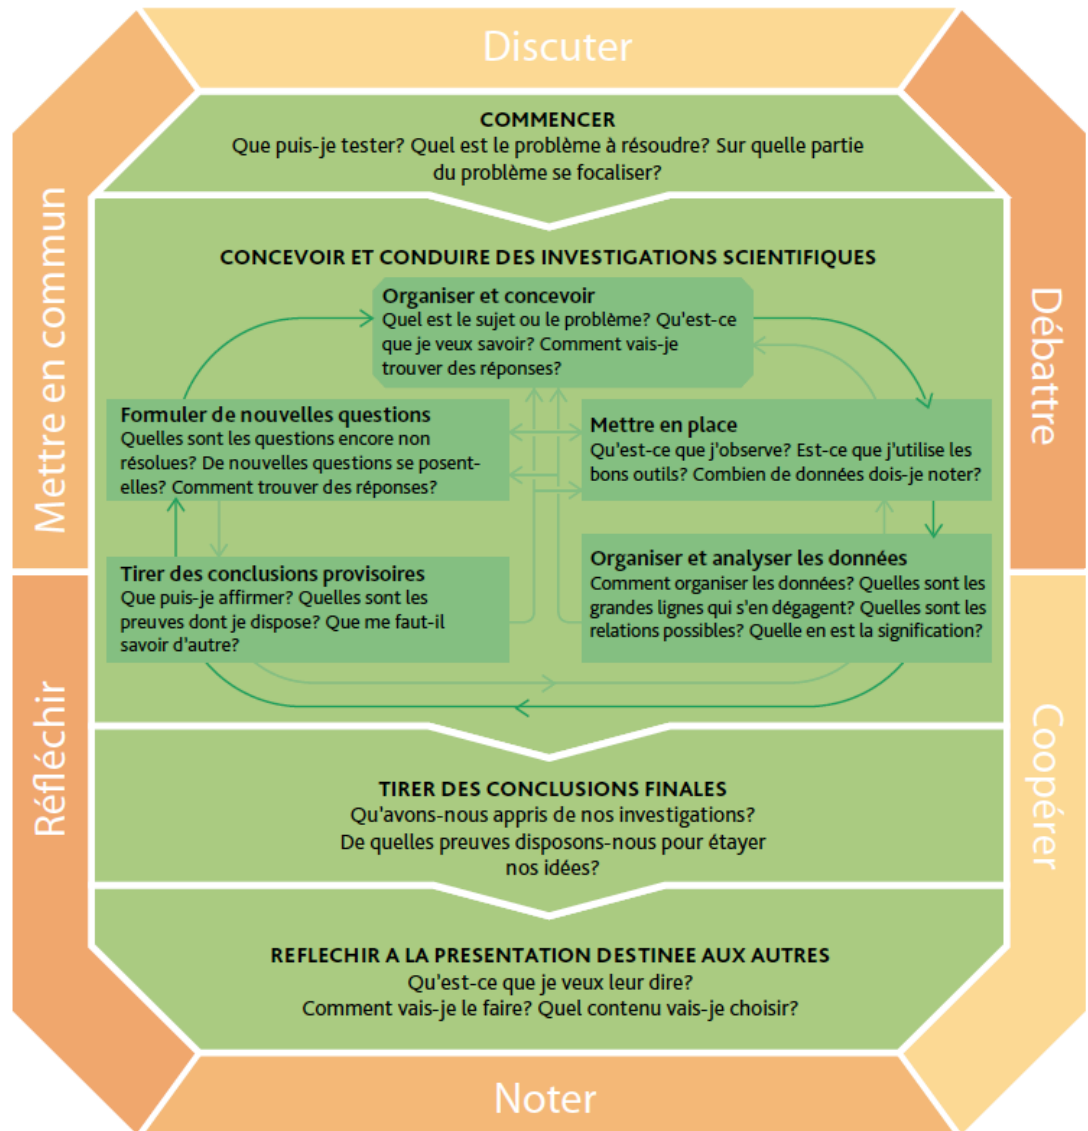 Discuter
COMMENCER
Que puis-je tester? Quel est le problème à résoudre? Sur quelle partie
du problème se focaliser?
Mettre en commun
Débattre
CONCEVOIR ET CONDUIRE DES INVESTIGATIONS SCIENTIFIQUES
Organiser et concevoir
Quel est le sujet ou le problème? Qu'est-ce
que je veux savoir? Comment vais-je
trouver des réponses?
Formuler de nouvelles questions
Quelles sont les questions encore non
résolues? De nouvelles questions se posent-
elles? Comment trouver des réponses?
Mettre en place
Qu'est-ce que j'observe? Est-ce que j'utilise les
bons outils? Combien de données dois-je noter?
Tirer des conclusions provisoires
Que puis-je affirmer? Quelles sont les
preuves dont je dispose? Que me faut-il
savoir d'autre?
Organiser et analyser les données
Comment organiser les données? Quelles sont les
grandes lignes qui s'en dégagent? Quelles sont les
relations possibles? Quelle en est la signification?
Réfléchir
Coopérer
TIRER DES CONCLUSIONS FINALES
Qu'avons-nous appris de nos investigations?
De quelles preuves disposons-nous pour étayer
nos idées?
REFLECHIR A LA PRESENTATION DESTINEE AUX AUTRES
Qu'est-ce que je veux leur dire?
Comment vais-je le faire? Quel contenu vais-je choisir?
Noter